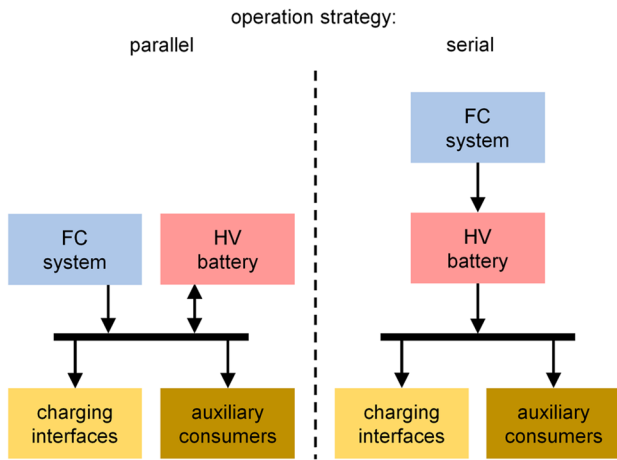 operation strategy:
parallel
serial
FC
system
HV
battery
charging
interfaces
auxiliary
consumers
FC
system
HV
battery
charging
interfaces
auxiliary
consumers